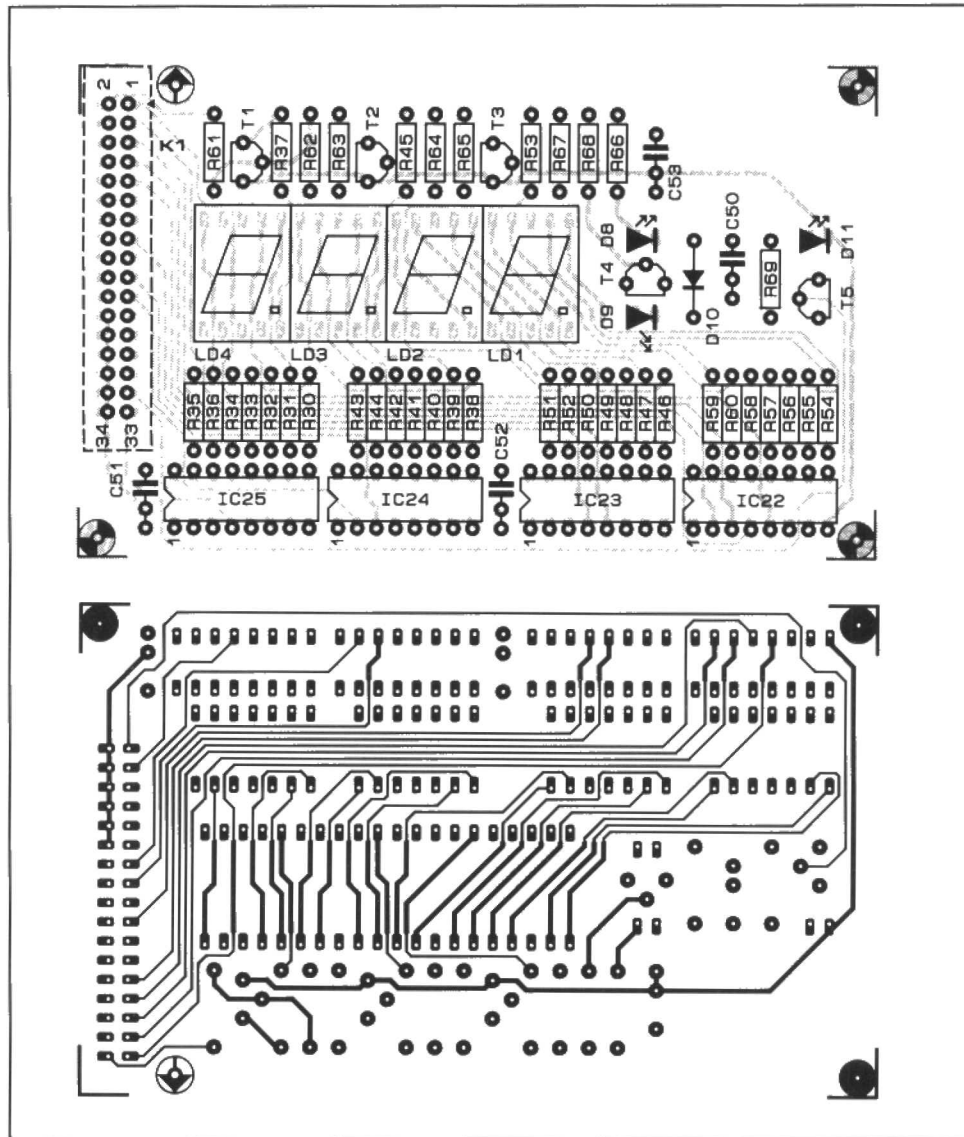 2 1
K1
34 33
R61 T1 R37 R62 R63 T2 R45 R64 R65 T3 R53 R67 R68 R66 C53
D8 T4 D9 D10 C50 R69 D11 T5
LD4 LD3 LD2 LD1
R35 R36 R34 R33 R32 R31 R30
R43 R44 R42 R41 R40 R39 R38
R51 R52 R50 R49 R48 R47 R46
R59 R60 R58 R57 R56 R55 R54
C51 C52
IC25 IC24 IC23 IC22
1 1 1 1